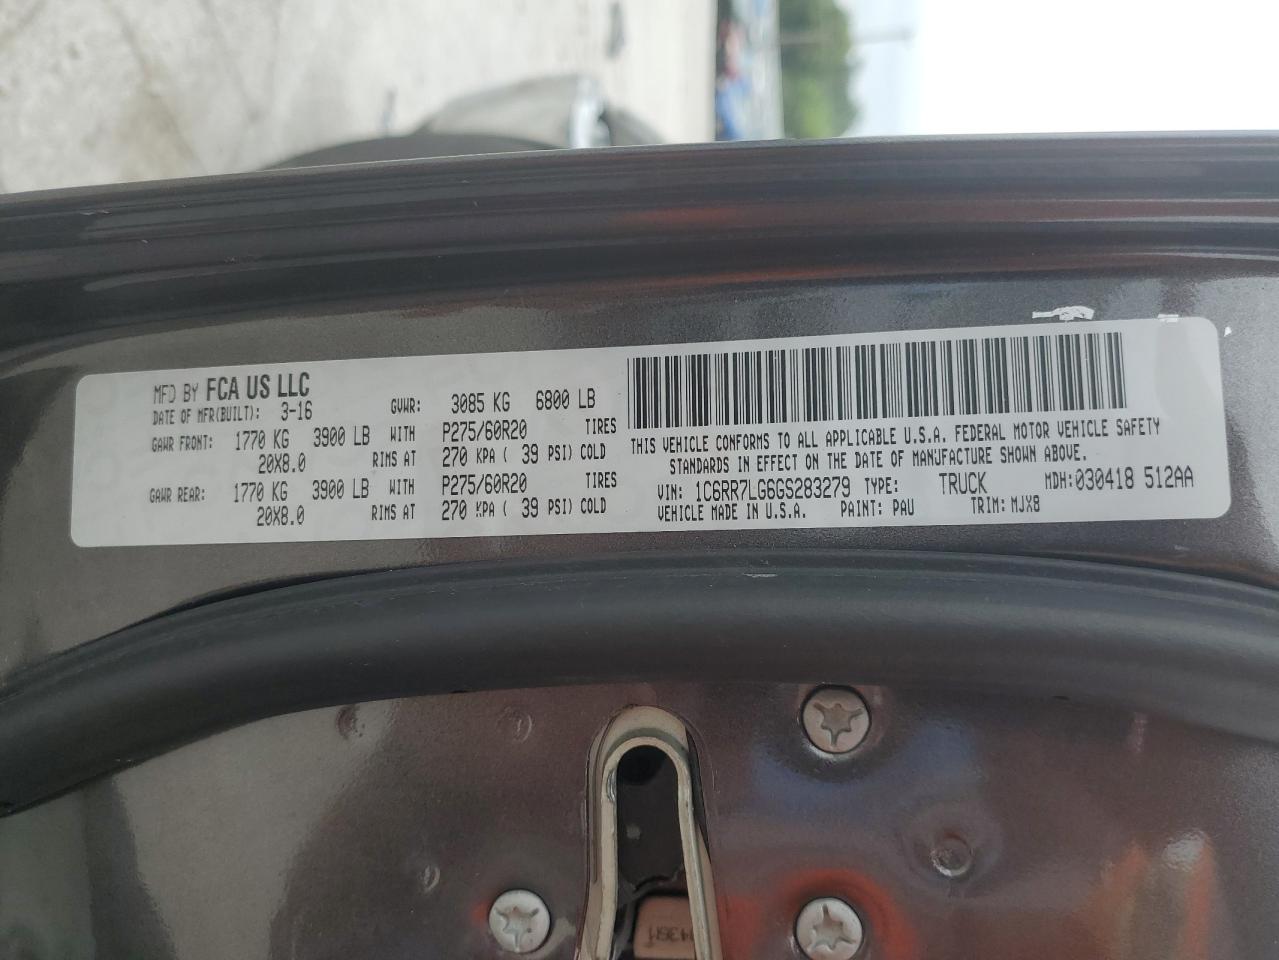 MFD BY FCA US LLC
DATE OF MFR(BUILT): 3-16 GVWR: 3085 KG 6800 LB
GAWR FRONT: 1770 KG 3900 LB WITH P275/60R20 TIRES
20X8.0 RIMS AT 270 KPA ( 39 PSI) COLD
GAWR REAR: 1770 KG 3900 LB WITH P275/60R20 TIRES
20X8.0 RIMS AT 270 KPA ( 39 PSI) COLD
THIS VEHICLE CONFORMS TO ALL APPLICABLE U.S.A. FEDERAL MOTOR VEHICLE SAFETY
STANDARDS IN EFFECT ON THE DATE OF MANUFACTURE SHOWN ABOVE.
VIN: 1C6RR7LG6GS283279 TYPE: TRUCK MDH:030418 512AA
VEHICLE MADE IN U.S.A. PAINT: PAU TRIM: MJX8